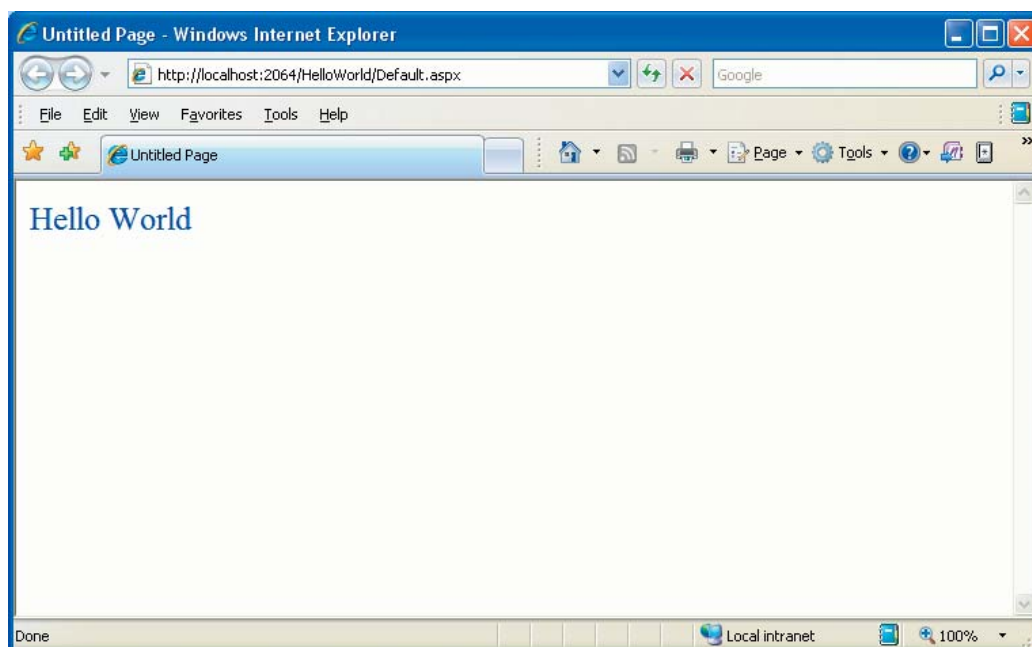 Untitled Page - Windows Internet Explorer
http://localhost:2064/HelloWorld/Default.aspx Google
File Edit View Favorites Tools Help
Untitled Page Page Tools »
Hello World
Done Local intranet 100%